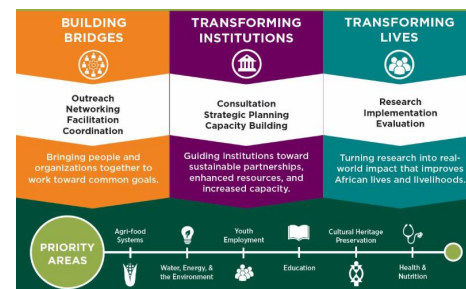 BUILDING
BRIDGES
Outreach
Networking
Facilitation
Coordination
Bringing people and
organizations together to
work toward common goals.
TRANSFORMING
INSTITUTIONS
Consultation
Strategic Planning
Capacity Building
Guiding institutions toward
sustainable partnerships,
enhanced resources, and
increased capacity.
TRANSFORMING
LIVES
Research
Implementation
Evaluation
Turning research into real-
world impact that improves
African lives and livelihoods.
PRIORITY
AREAS
Agri-food
Systems
Water, Energy, &
the Environment
Youth
Employment
Education
Cultural Heritage
Preservation
Health &
Nutrition